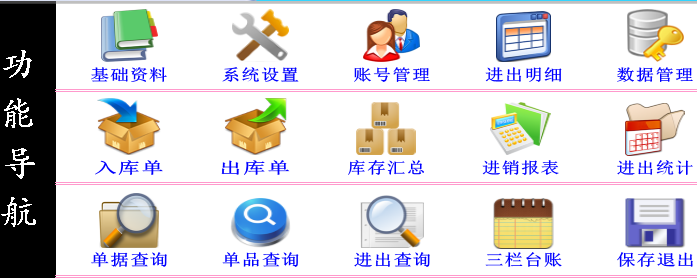 功能导航
基础资料 系统设置 账号管理 进出明细 数据管理
入库单 出库单 库存汇总 进销报表 进出统计
单据查询 单品查询 进出查询 三栏台账 保存退出